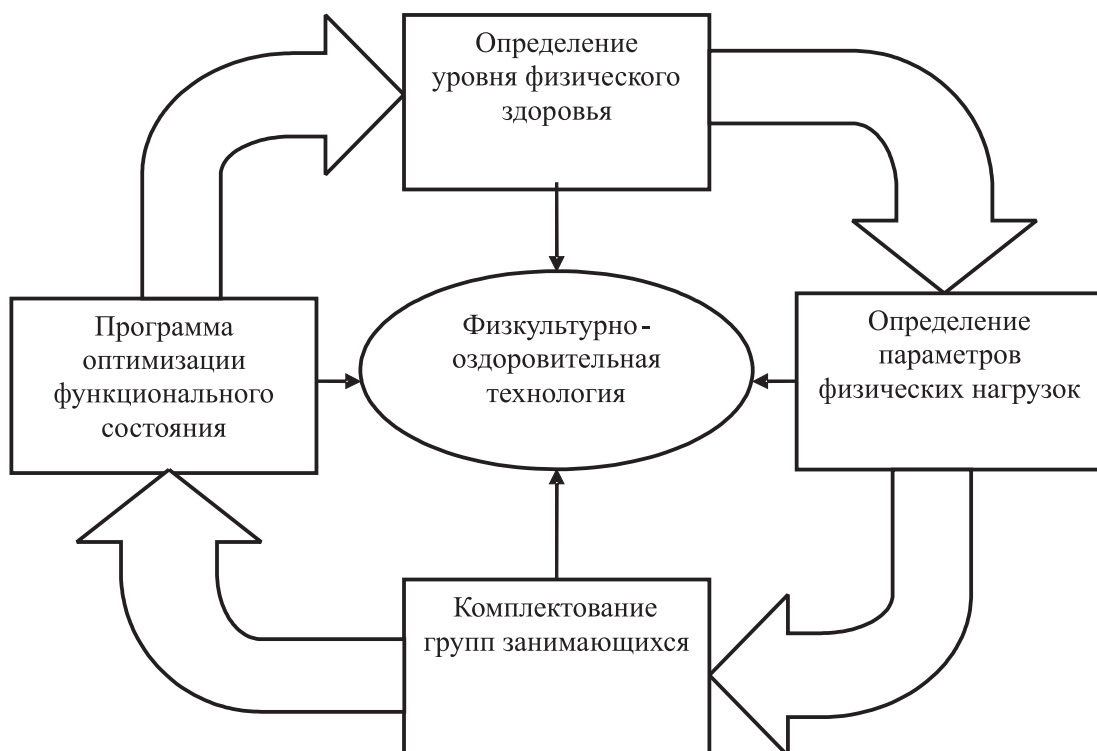 Определение
уровня физического
здоровья
Программа
оптимизации
функционального
состояния
Физкультурно-
оздоровительная
технология
Определение
параметров
физических нагрузок
Комплектование
групп занимающихся